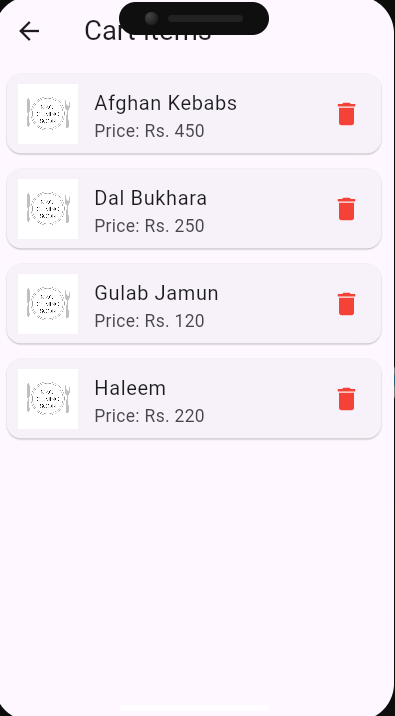 Cart Items
Afghan Kebabs
Price: Rs. 450
Dal Bukhara
Price: Rs. 250
Gulab Jamun
Price: Rs. 120
Haleem
Price: Rs. 220